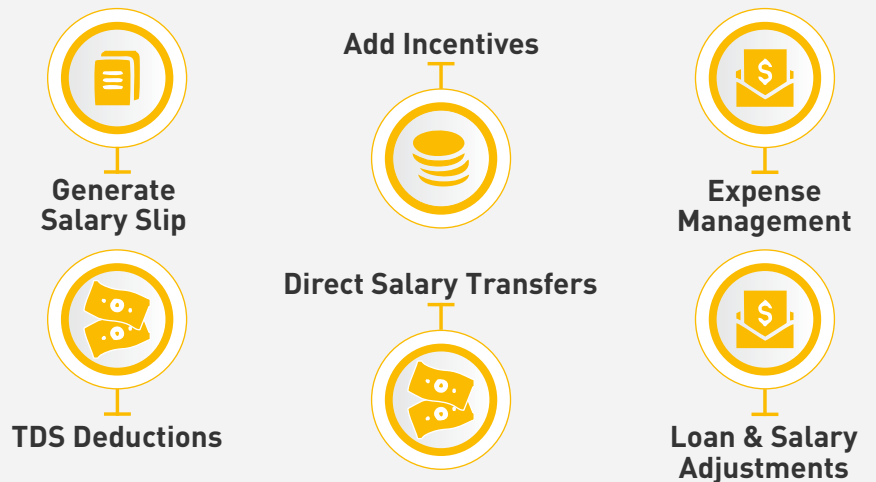 Add Incentives
Generate
Salary Slip
$
Expense
Management
Direct Salary Transfers
TDS Deductions
$
Loan & Salary
Adjustments